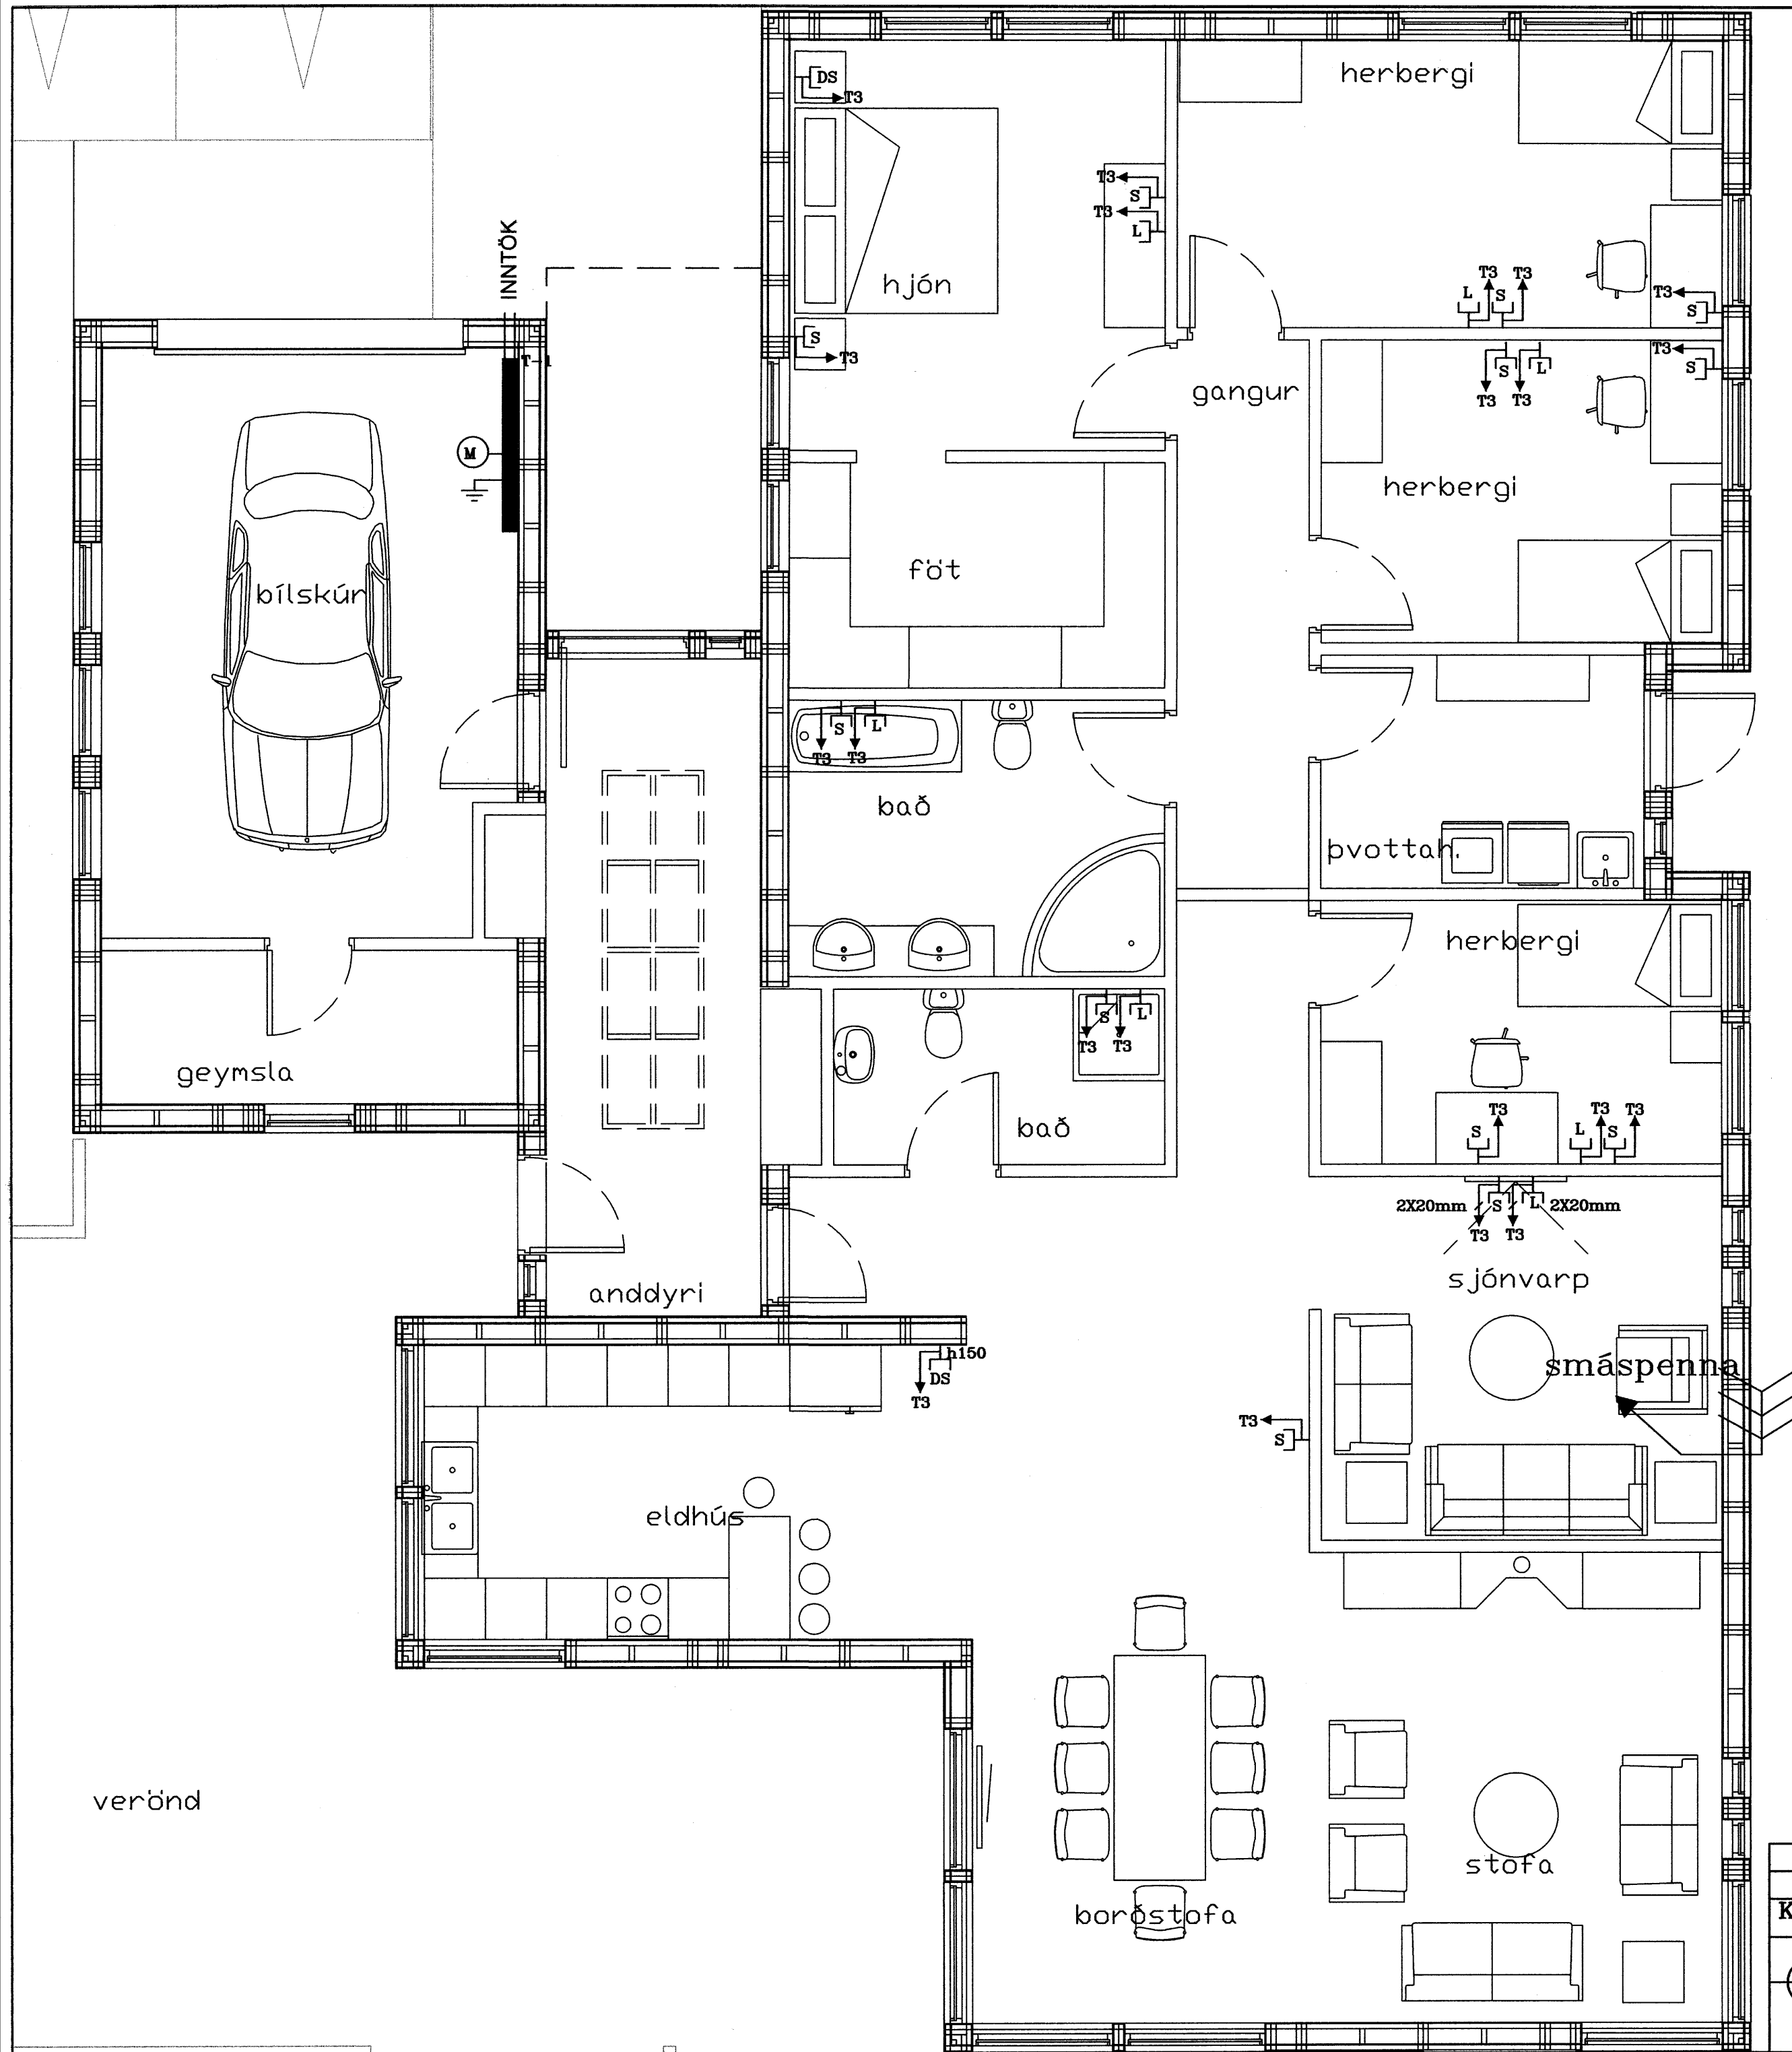 herbergi
DS
T3
T3
S
T3
L
INNTÖK
hjón
T3
T3
L
S
T3
S
S
T3
T-1
gangur
S
L
T3
T3
T3
S
M
herbergi
föt
bílskúr
S
L
T3
T3
bað
þvottah.
herbergi
S
L
T3
T3
geymsla
bað
T3
S
T3
T3
L
S
2X20mm
S
L
2X20mm
T3
T3
sjónvarp
anddyri
h150
DS
T3
smáspenna
T3
S
eldhús
verönd
stofa
borðstofa
K